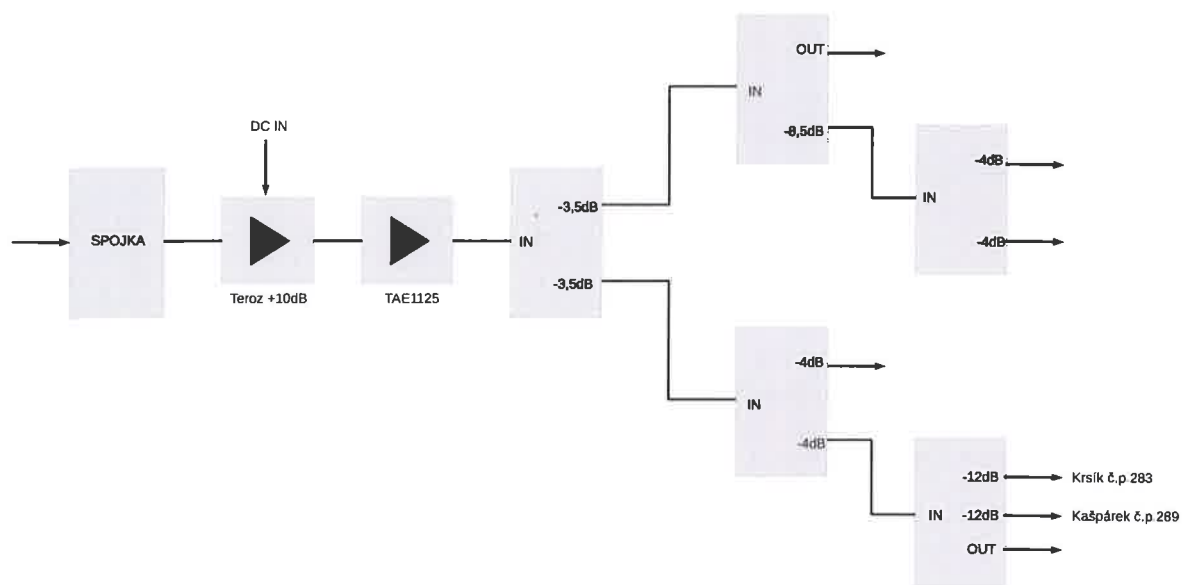 DC IN
SPOJKA
Teroz +10dB
TAE1125
IN
-3,5dB
-3,5dB
OUT
IN
-8,5dB
-4dB
IN
-4dB
-4dB
IN
-4dB
-12dB
Krsík č.p.283
IN
-12dB
Kašpárek č.p.289
OUT